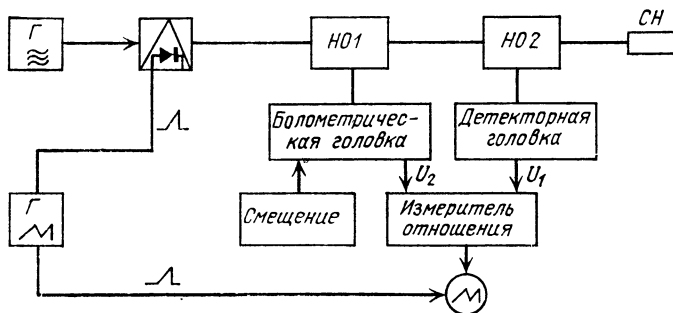 Г
НО1
НО2
СН
Болометричес-
кая головка
Детекторная
головка
U₂
U₁
Г
Смещение
Измеритель
отношения